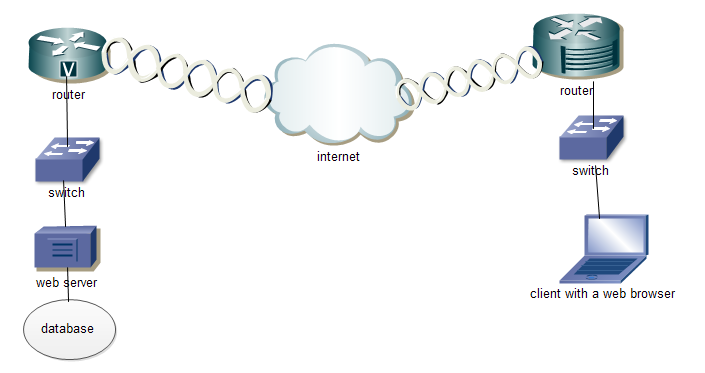 V
router
router
internet
switch
switch
web server
client with a web browser
database